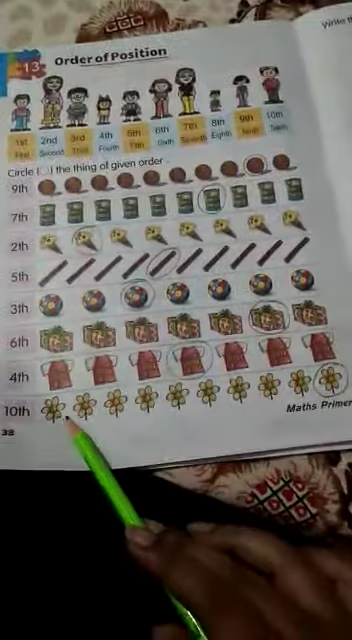 Write
13 Order of Position
1st 2nd 3rd 4th 5th 6th 7th 8th 9th 10th
First Second Third Fourth Fifth Sixth Seventh Eighth Ninth Tenth
Circle ( ) the thing of given order
9th
7th
2th
5th
3th
6th
4th
10th
Maths Primer
38